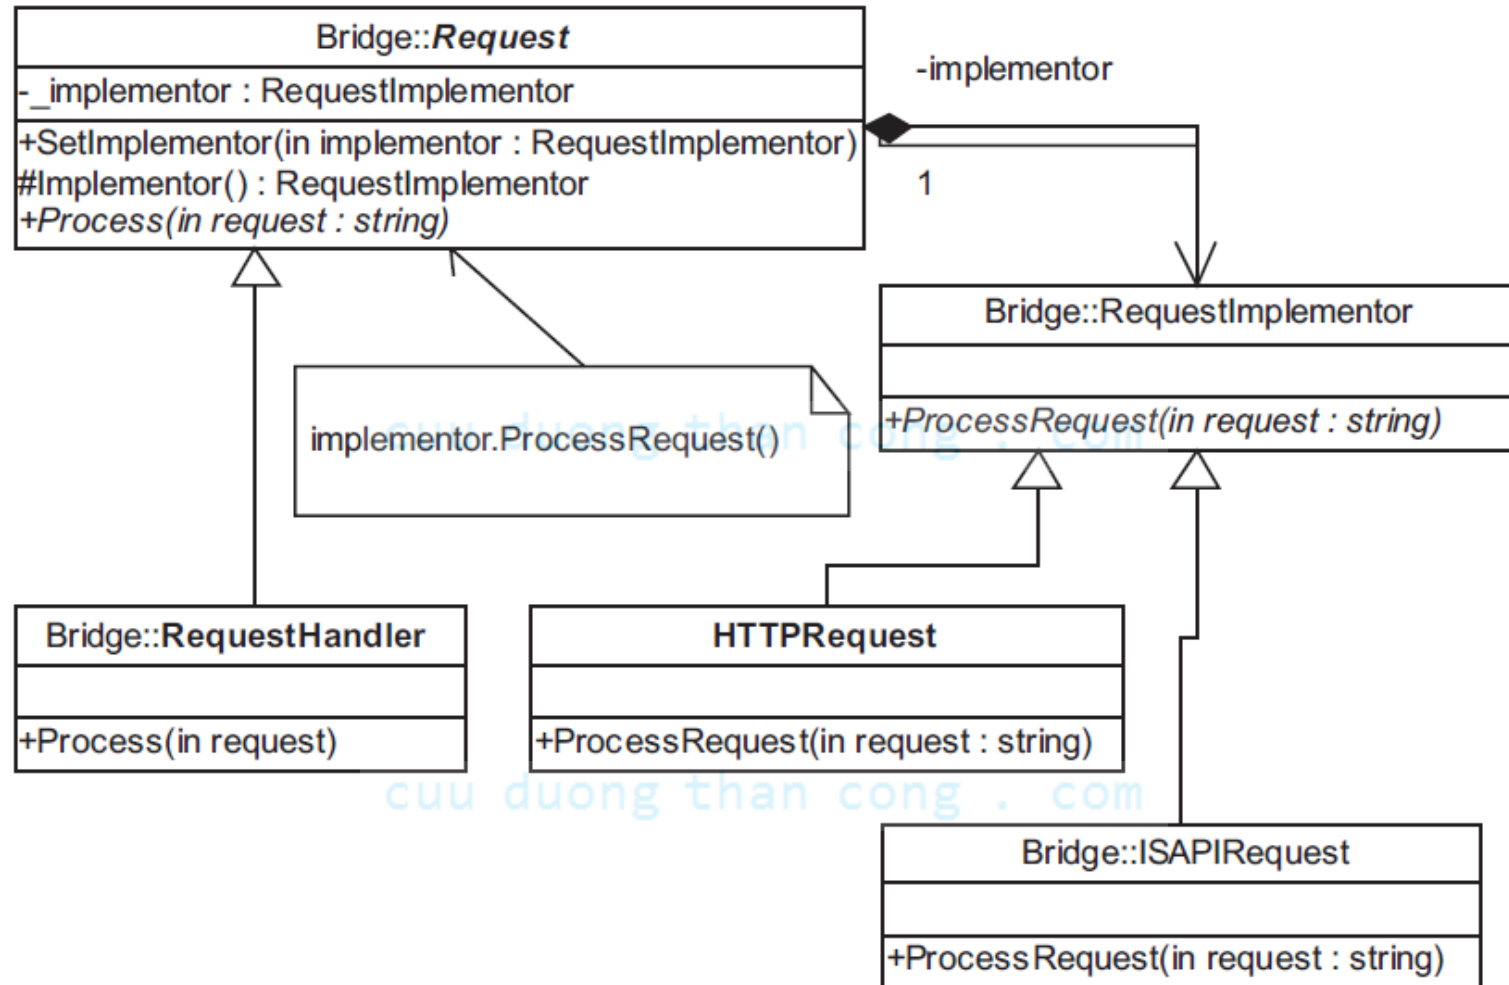 Bridge::Request
-_implementor : RequestImplementor
+SetImplementor(in implementor : RequestImplementor)
#Implementor() : RequestImplementor
+Process(in request : string)
-implementor
1
Bridge::RequestImplementor
+ProcessRequest(in request : string)
implementor.ProcessRequest()
cuu duong than cong . com
Bridge::RequestHandler
+Process(in request)
HTTPRequest
+ProcessRequest(in request : string)
cuu duong than cong . com
Bridge::ISAPIRequest
+ProcessRequest(in request : string)